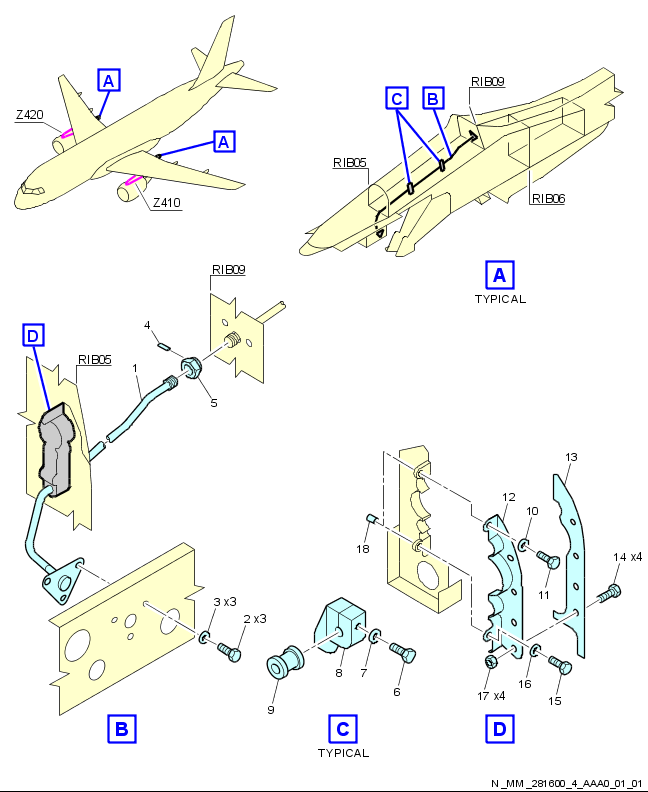 A
Z420
A
Z410
RIB09
C
B
RIB05
RIB06
A
TYPICAL
RIB09
D
RIB05
4
1
5
13
12
10
18
11
14 x4
3 x3
2 x3
8
7
6
9
17 x4
16
15
B
C
TYPICAL
D
N_MM_281600_4_AAA0_01_01